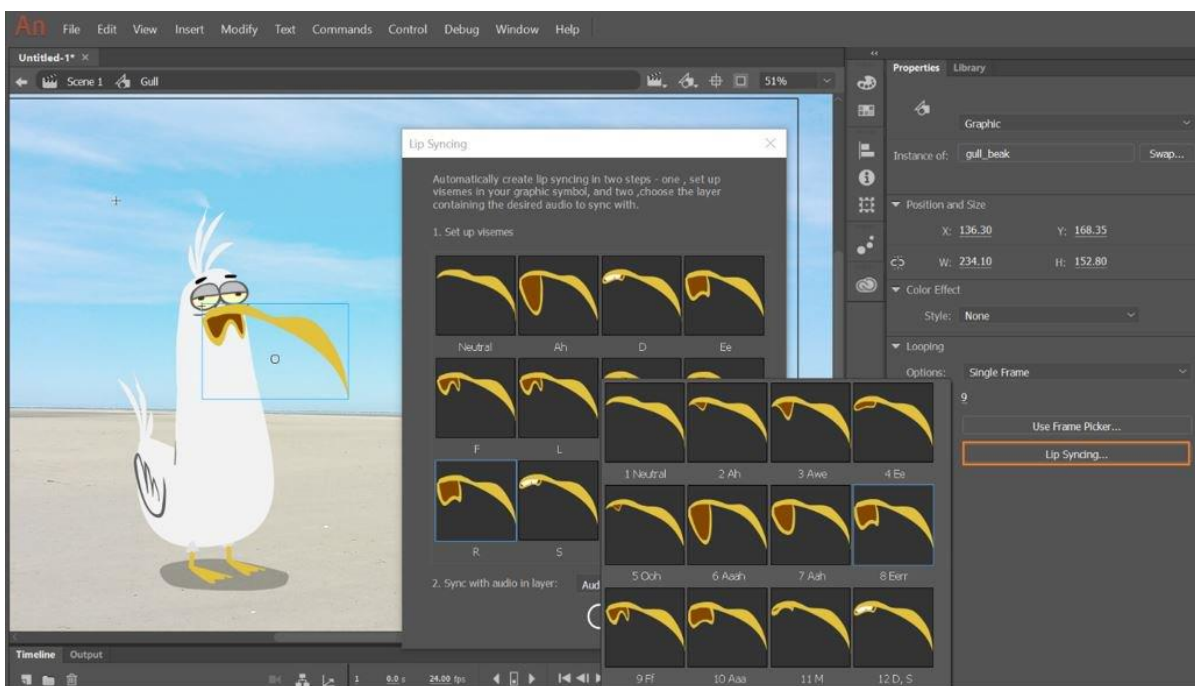 An File Edit View Insert Modify Text Commands Control Debug Window Help
Untitled-1* ×
Scene 1 Gull 51%
Properties Library
Graphic
Instance of: gull_beak Swap...
Position and Size
X: 136.30 Y: 168.35
W: 234.10 H: 152.80
Color Effect
Style: None
Looping
Options: Single Frame
9
Use Frame Picker...
Lip Syncing...
Lip Syncing
Automatically create lip syncing in two steps - one , set up
visemes in your graphic symbol, and two ,choose the layer
containing the desired audio to sync with.
1. Set up visemes
Neutral Ah D Ee
F L
R S
2. Sync with audio in layer: Aud
1 Neutral 2 Ah 3 Awe 4 Ee
5 Ooh 6 Aaah 7 Aah 8 Eerr
9 Ff 10 Aaa 11 M 12 D, S
Timeline Output
1 0.0 s 24.00 fps